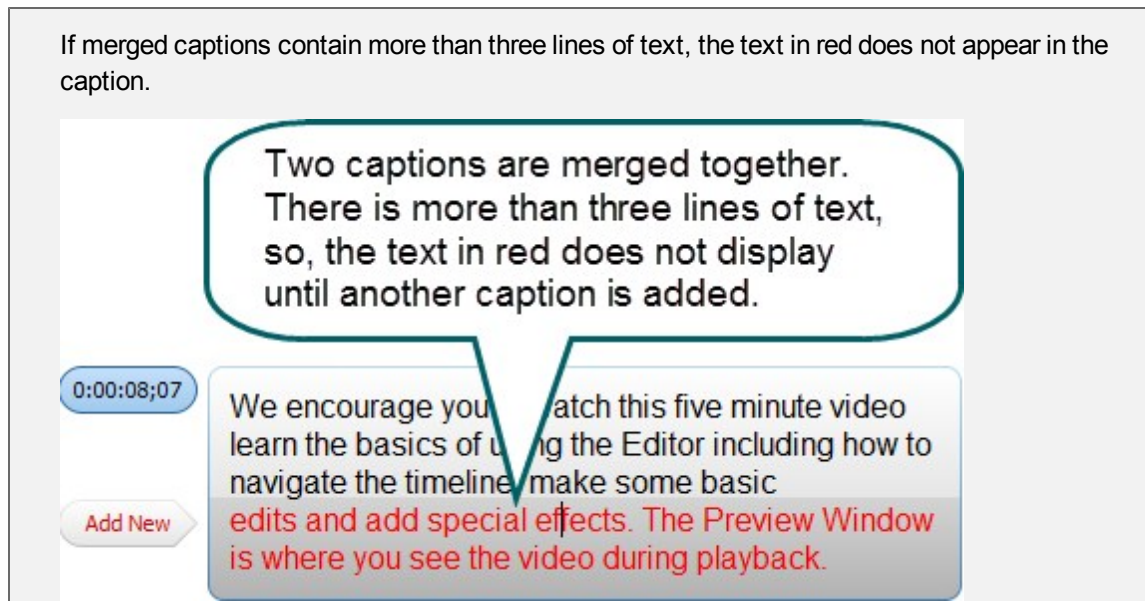 If merged captions contain more than three lines of text, the text in red does not appear in the
caption.
Two captions are merged together.
There is more than three lines of text,
so, the text in red does not display
until another caption is added.
0:00:08;07
We encourage you atch this five minute video
learn the basics of u ng the Editor including how to
navigate the timeline make some basic
Add New
edits and add special effects. The Preview Window
is where you see the video during playback.